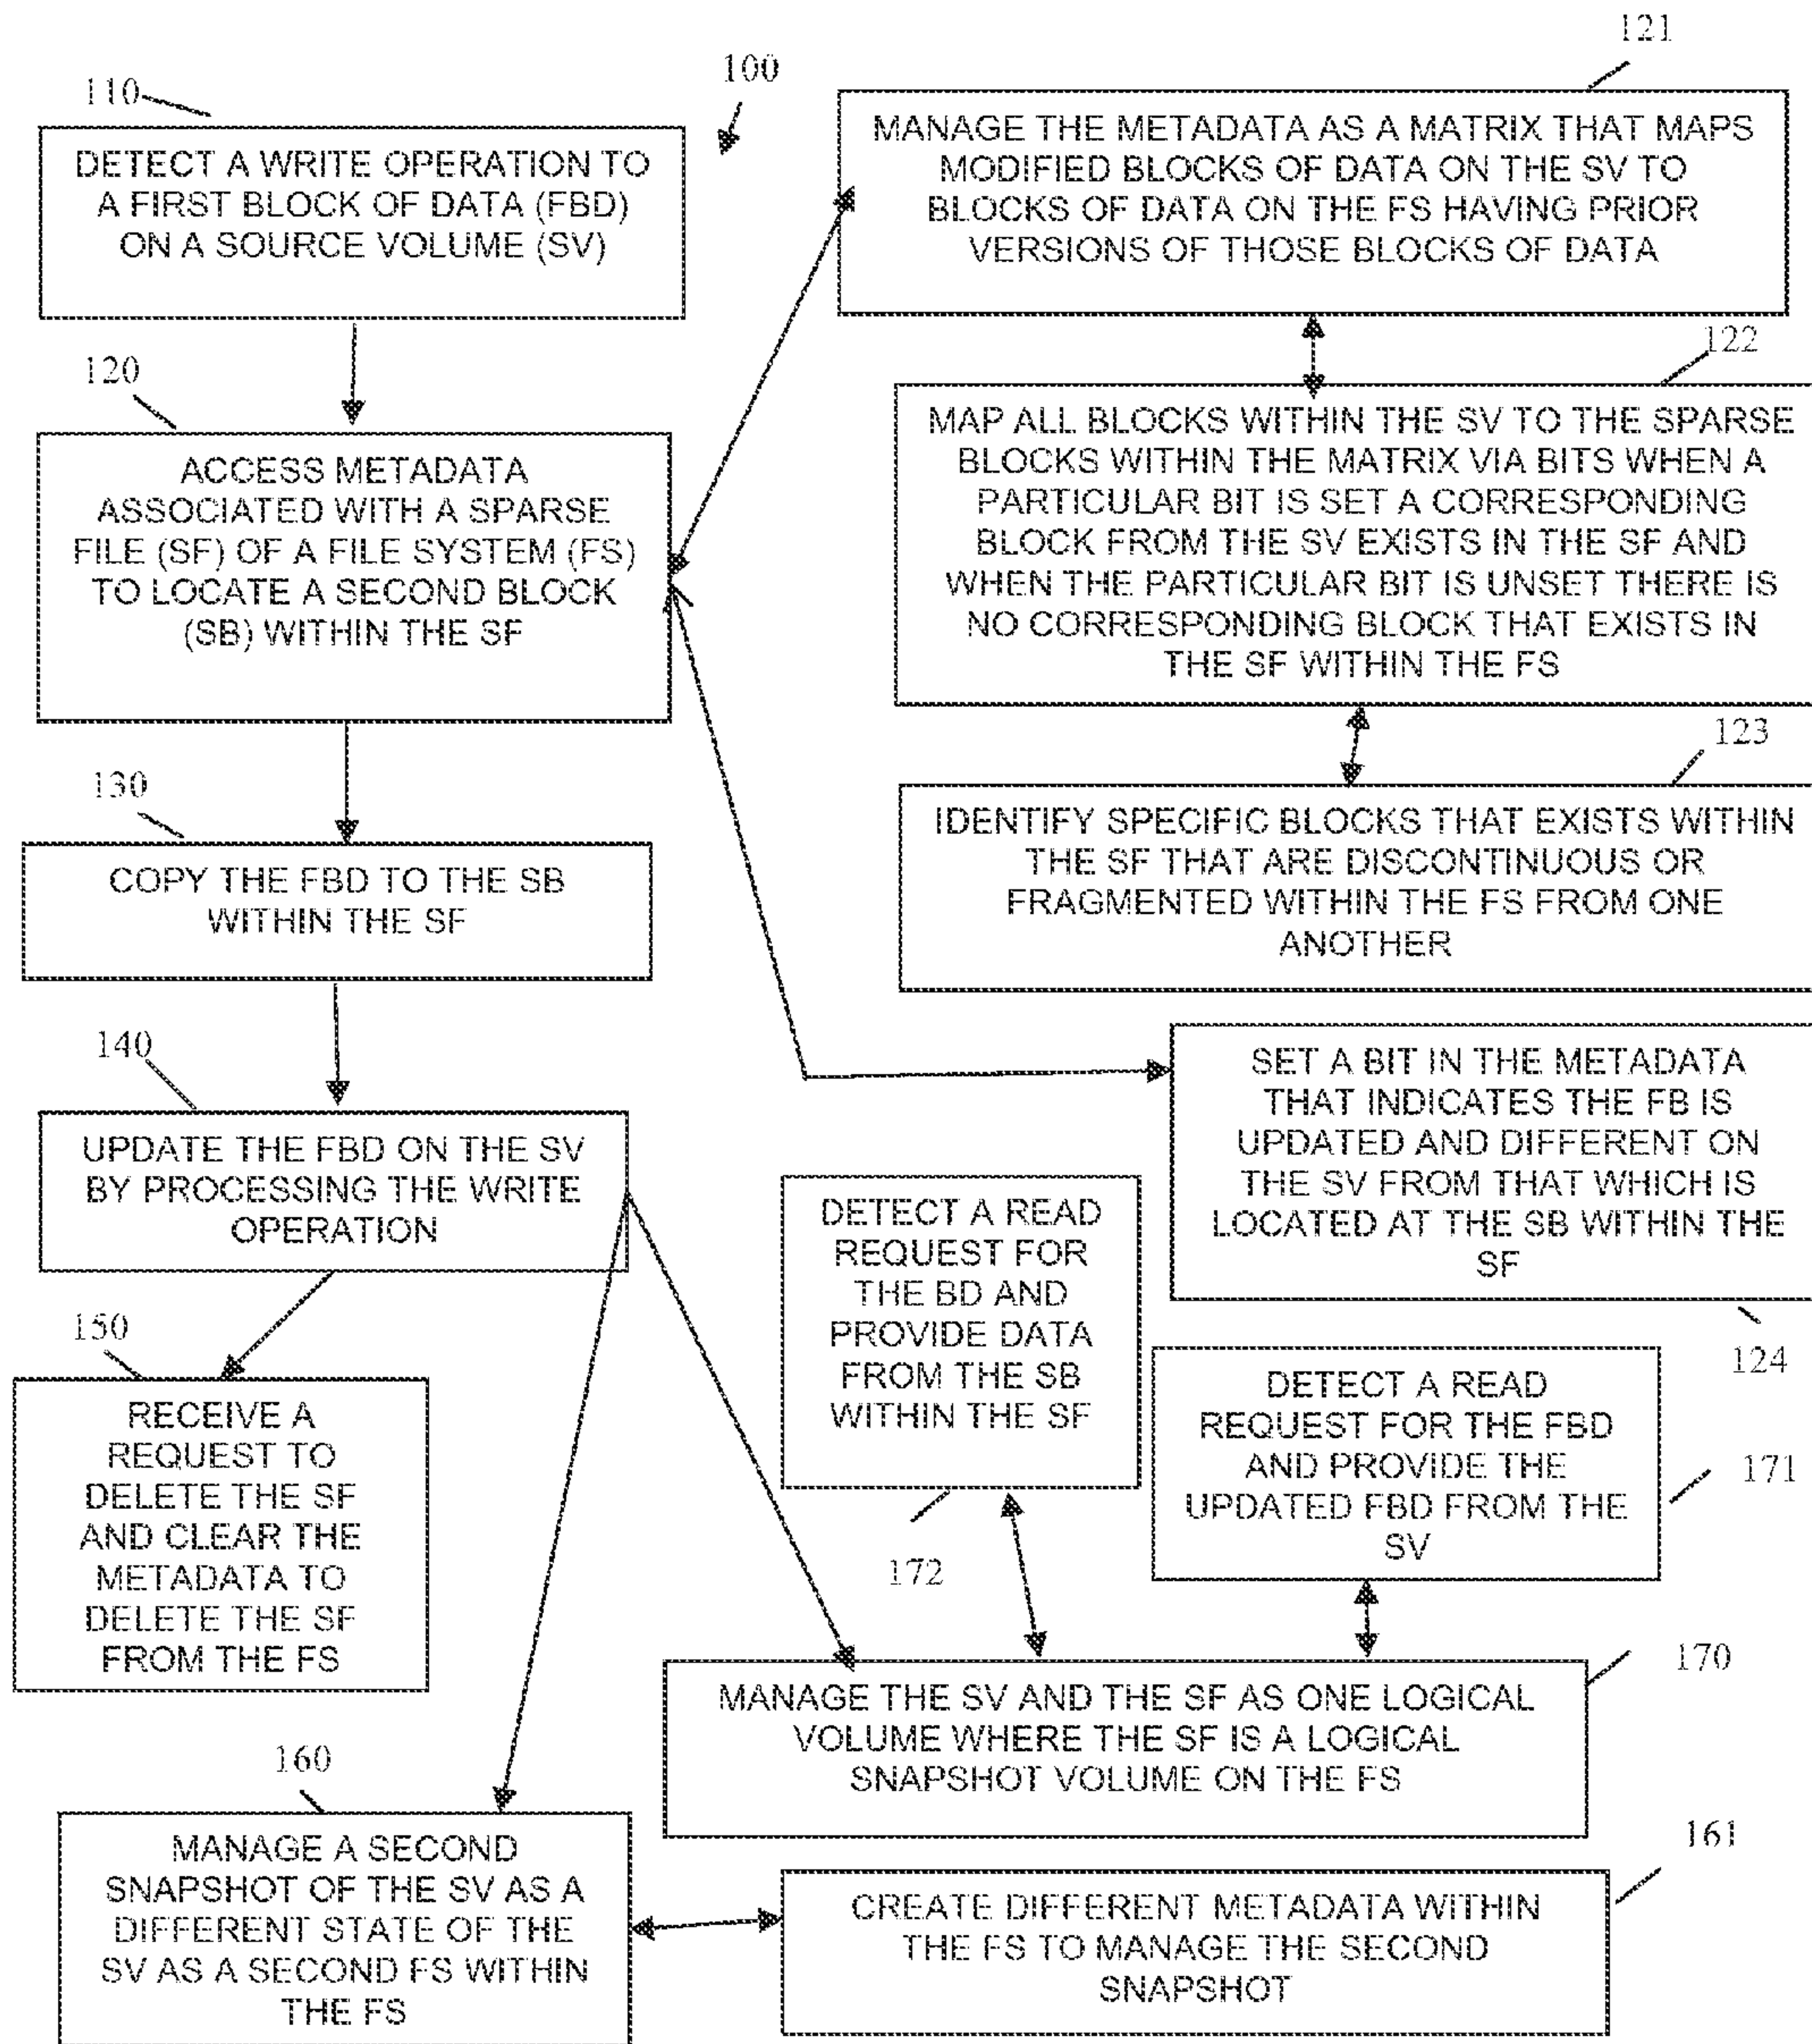 100
110
DETECT A WRITE OPERATION TO
A FIRST BLOCK OF DATA (FBD)
ON A SOURCE VOLUME (SV)
120
ACCESS METADATA
ASSOCIATED WITH A SPARSE
FILE (SF) OF A FILE SYSTEM (FS)
TO LOCATE A SECOND BLOCK
(SB) WITHIN THE SF
130
COPY THE FBD TO THE SB
WITHIN THE SF
140
UPDATE THE FBD ON THE SV
BY PROCESSING THE WRITE
OPERATION
150
RECEIVE A
REQUEST TO
DELETE THE SF
AND CLEAR THE
METADATA TO
DELETE THE SF
FROM THE FS
160
MANAGE A SECOND
SNAPSHOT OF THE SV AS A
DIFFERENT STATE OF THE
SV AS A SECOND FS WITHIN
THE FS
121
MANAGE THE METADATA AS A MATRIX THAT MAPS
MODIFIED BLOCKS OF DATA ON THE SV TO
BLOCKS OF DATA ON THE FS HAVING PRIOR
VERSIONS OF THOSE BLOCKS OF DATA
122
MAP ALL BLOCKS WITHIN THE SV TO THE SPARSE
BLOCKS WITHIN THE MATRIX VIA BITS WHEN A
PARTICULAR BIT IS SET A CORRESPONDING
BLOCK FROM THE SV EXISTS IN THE SF AND
WHEN THE PARTICULAR BIT IS UNSET THERE IS
NO CORRESPONDING BLOCK THAT EXISTS IN
THE SF WITHIN THE FS
123
IDENTIFY SPECIFIC BLOCKS THAT EXISTS WITHIN
THE SF THAT ARE DISCONTINUOUS OR
FRAGMENTED WITHIN THE FS FROM ONE
ANOTHER
SET A BIT IN THE METADATA
THAT INDICATES THE FB IS
UPDATED AND DIFFERENT ON
THE SV FROM THAT WHICH IS
LOCATED AT THE SB WITHIN THE
SF
124
DETECT A READ
REQUEST FOR
THE BD AND
PROVIDE DATA
FROM THE SB
WITHIN THE SF
172
DETECT A READ
REQUEST FOR THE FBD
AND PROVIDE THE
UPDATED FBD FROM THE
SV
171
170
MANAGE THE SV AND THE SF AS ONE LOGICAL
VOLUME WHERE THE SF IS A LOGICAL
SNAPSHOT VOLUME ON THE FS
161
CREATE DIFFERENT METADATA WITHIN
THE FS TO MANAGE THE SECOND
SNAPSHOT